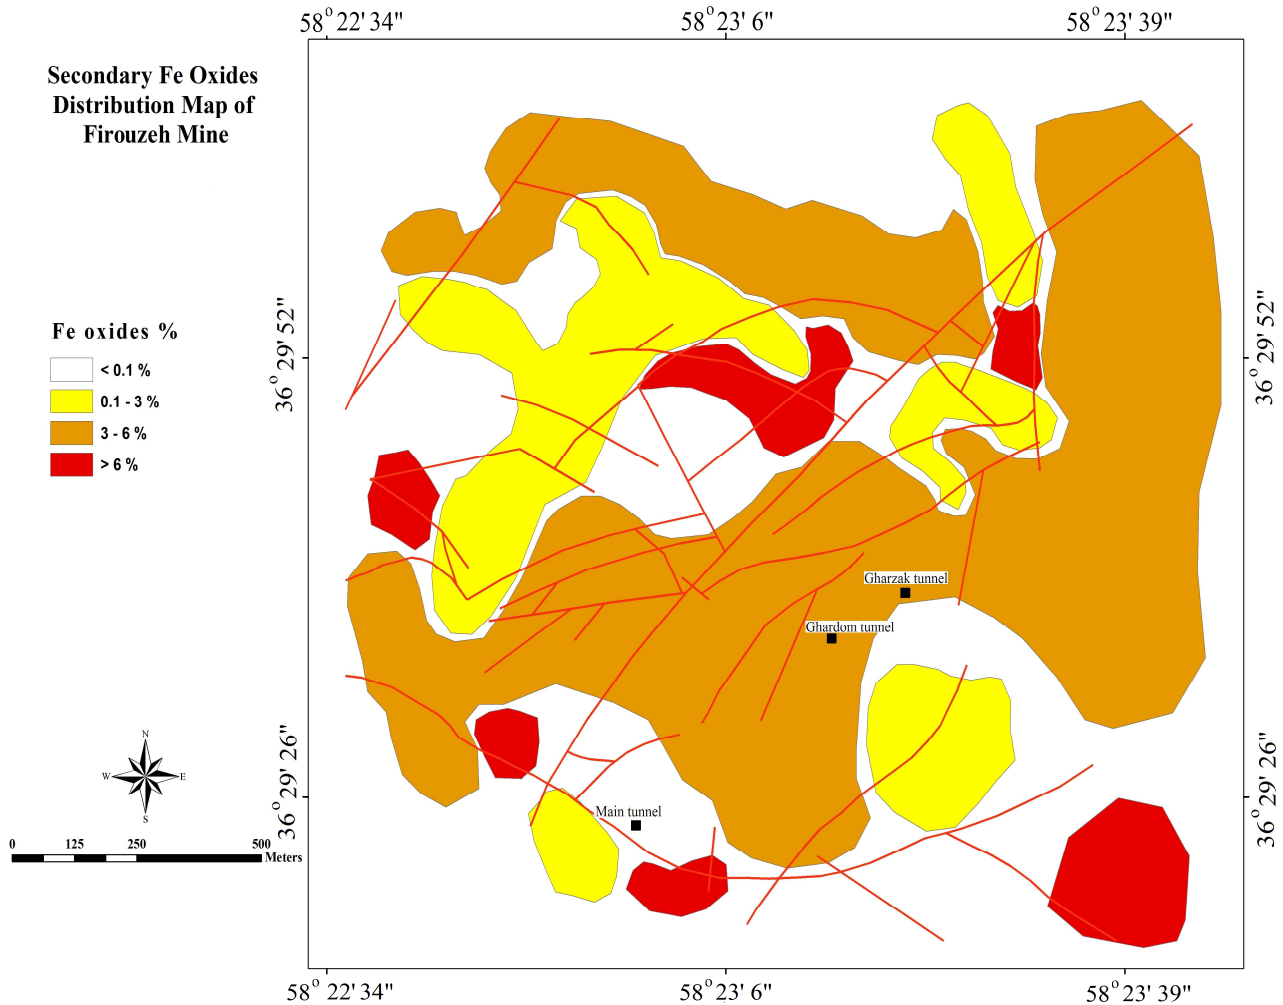 58° 22' 34"
58° 23' 6"
58° 23' 39"
Secondary Fe Oxides
Distribution Map of
Firouzeh Mine
36° 29' 52"
36° 29' 52"
Fe oxides %
< 0.1 %
0.1 - 3 %
3 - 6 %
> 6 %
Gharzak tunnel
Ghardom tunnel
N
W
E
S
36° 29' 26"
36° 29' 26"
Main tunnel
0 125 250 500
Meters
58° 22' 34"
58° 23' 6"
58° 23' 39"